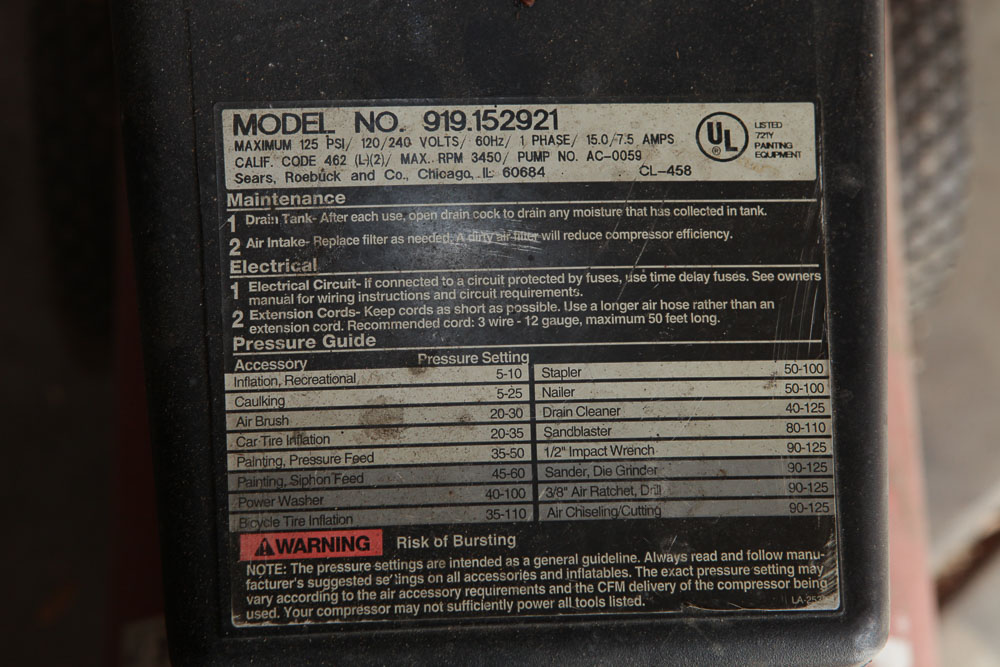 MODEL NO. 919.152921
MAXIMUM 125 PSI/ 120/240 VOLTS/ 60Hz/ 1 PHASE/ 15.0/7.5 AMPS
CALIF. CODE 462 (L)(2)/ MAX. RPM 3450/ PUMP NO. AC-0059
Sears, Roebuck and Co., Chicago, IL 60684 CL-458
UL
LISTED
721Y
PAINTING
EQUIPMENT
Maintenance
1 Drain Tank- After each use, open drain cock to drain any moisture that has collected in tank.
2 Air Intake- Replace filter as needed. A dirty air filter will reduce compressor efficiency.
Electrical
1 Electrical Circuit- if connected to a circuit protected by fuses, use time delay fuses. See owners
manual for wiring instructions and circuit requirements.
2 Extension Cords- Keep cords as short as possible. Use a longer air hose rather than an
extension cord. Recommended cord: 3 wire - 12 gauge, maximum 50 feet long.
Pressure Guide
Accessory Pressure Setting
Inflation, Recreational 5-10
Caulking 5-25
Air Brush 20-30
Car Tire Inflation 20-35
Painting, Pressure Feed 35-50
Painting, Siphon Feed 45-60
Power Washer 40-100
Bicycle Tire Inflation 35-110
Stapler 50-100
Nailer 50-100
Drain Cleaner 40-125
Sandblaster 80-110
1/2" Impact Wrench 90-125
Sander, Die Grinder 90-125
3/8" Air Ratchet, Drill 90-125
Air Chiseling/Cutting 90-125
WARNING Risk of Bursting
NOTE: The pressure settings are intended as a general guideline. Always read and follow manu-
facturer's suggested settings on all accessories and inflatables. The exact pressure setting may
vary according to the air accessory requirements and the CFM delivery of the compressor being
used. Your compressor may not sufficiently power all tools listed.